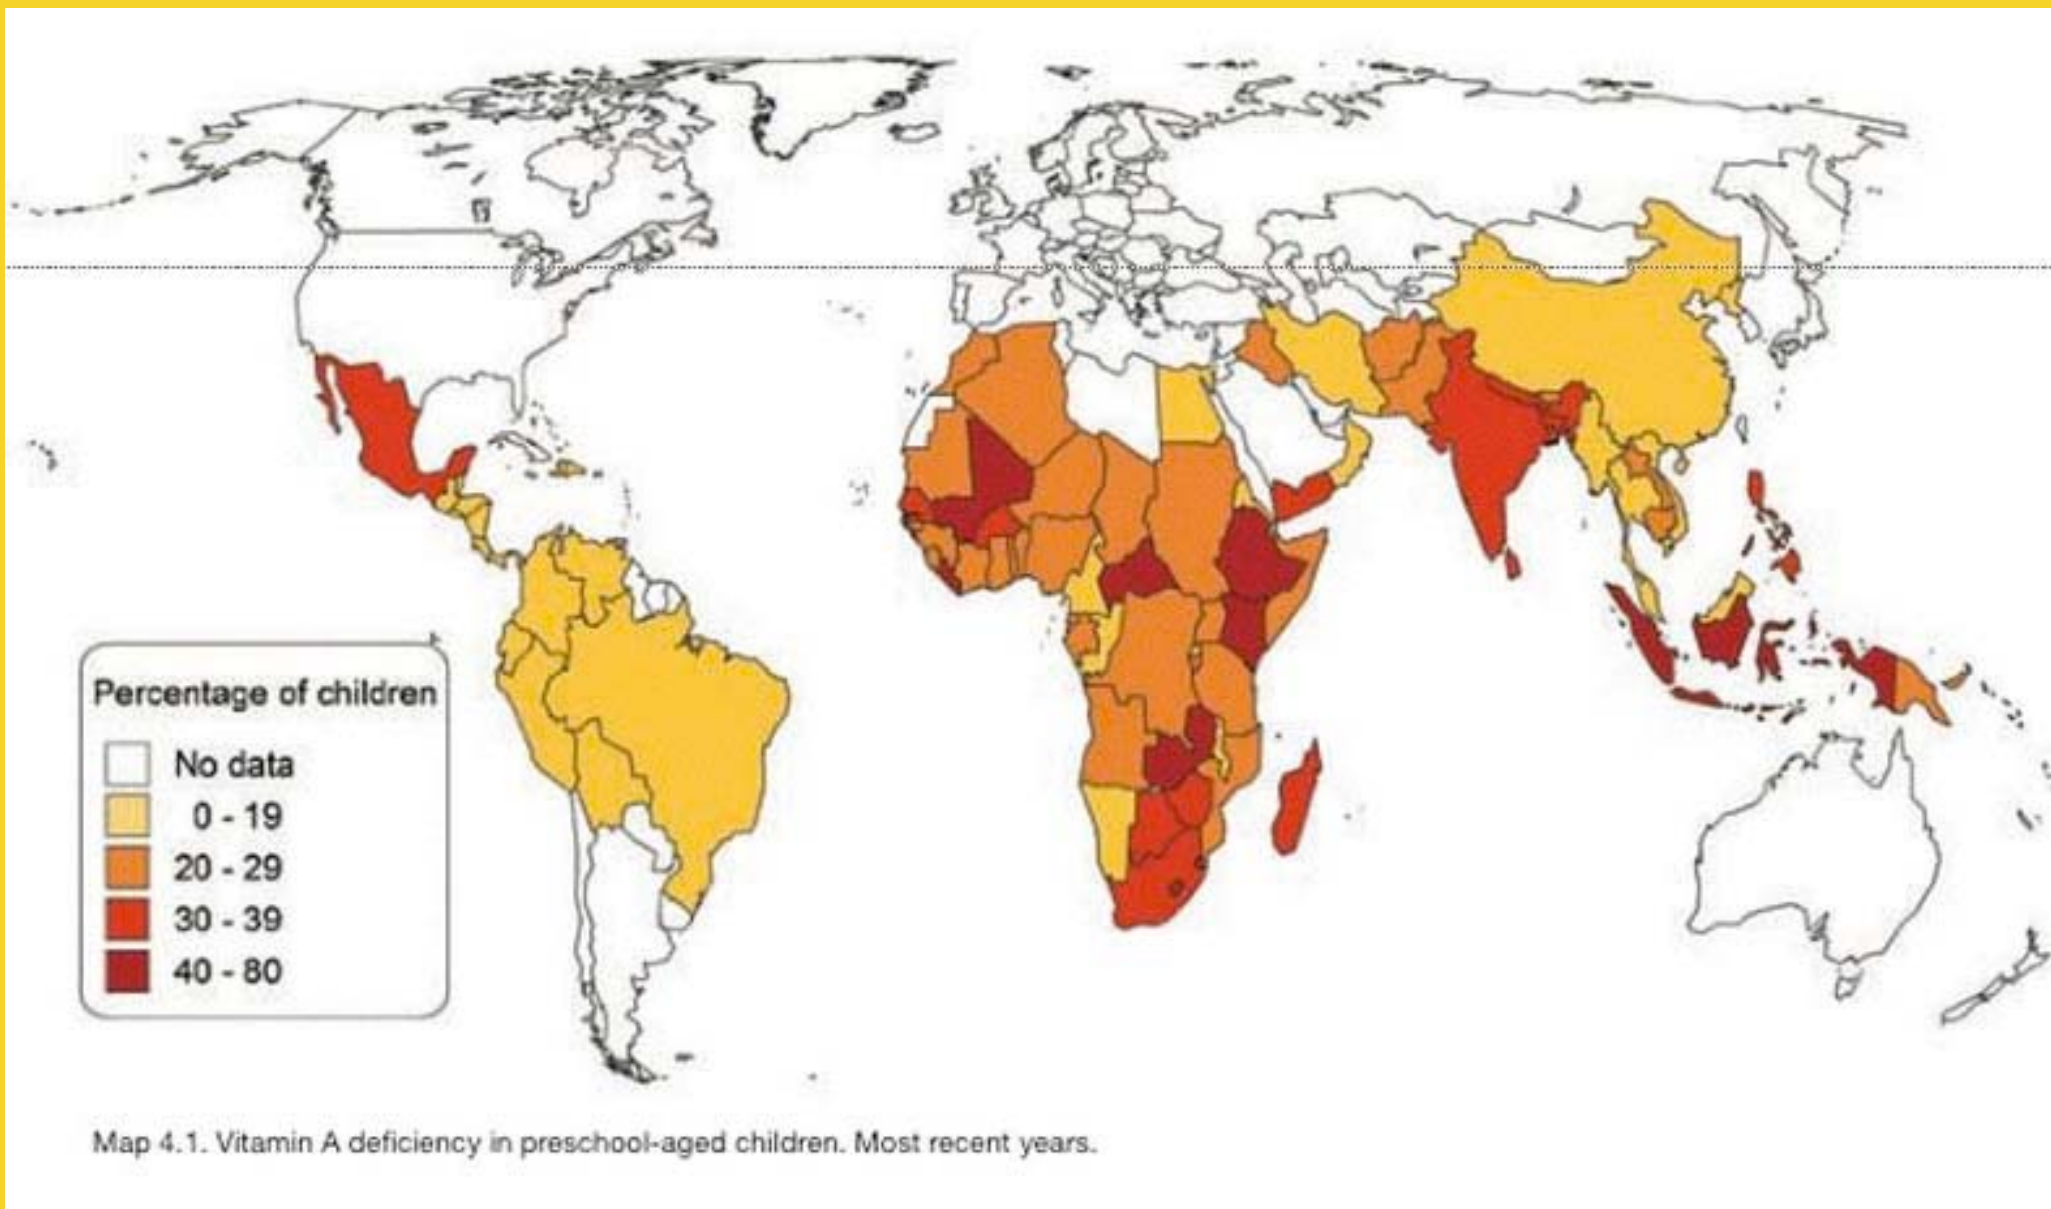 Percentage of children
No data
0 - 19
20 - 29
30 - 39
40 - 80
Map 4.1. Vitamin A deficiency in preschool-aged children. Most recent years.